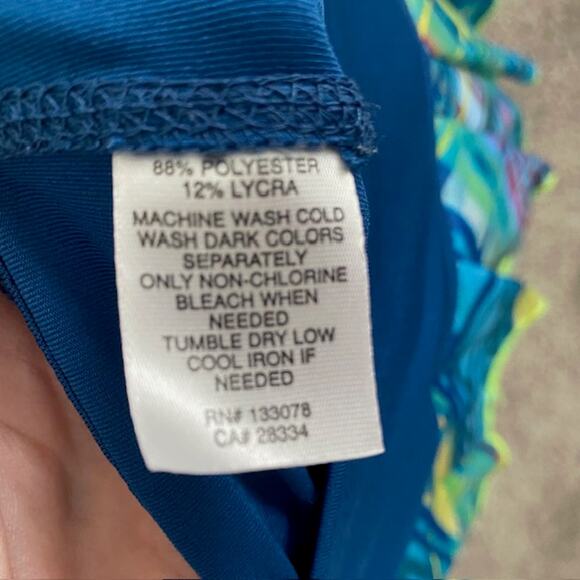 88% POLYESTER
12% LYCRA
MACHINE WASH COLD
WASH DARK COLORS
SEPARATELY
ONLY NON-CHLORINE
BLEACH WHEN
NEEDED
TUMBLE DRY LOW
COOL IRON IF
NEEDED
RN# 133078
CA# 28334